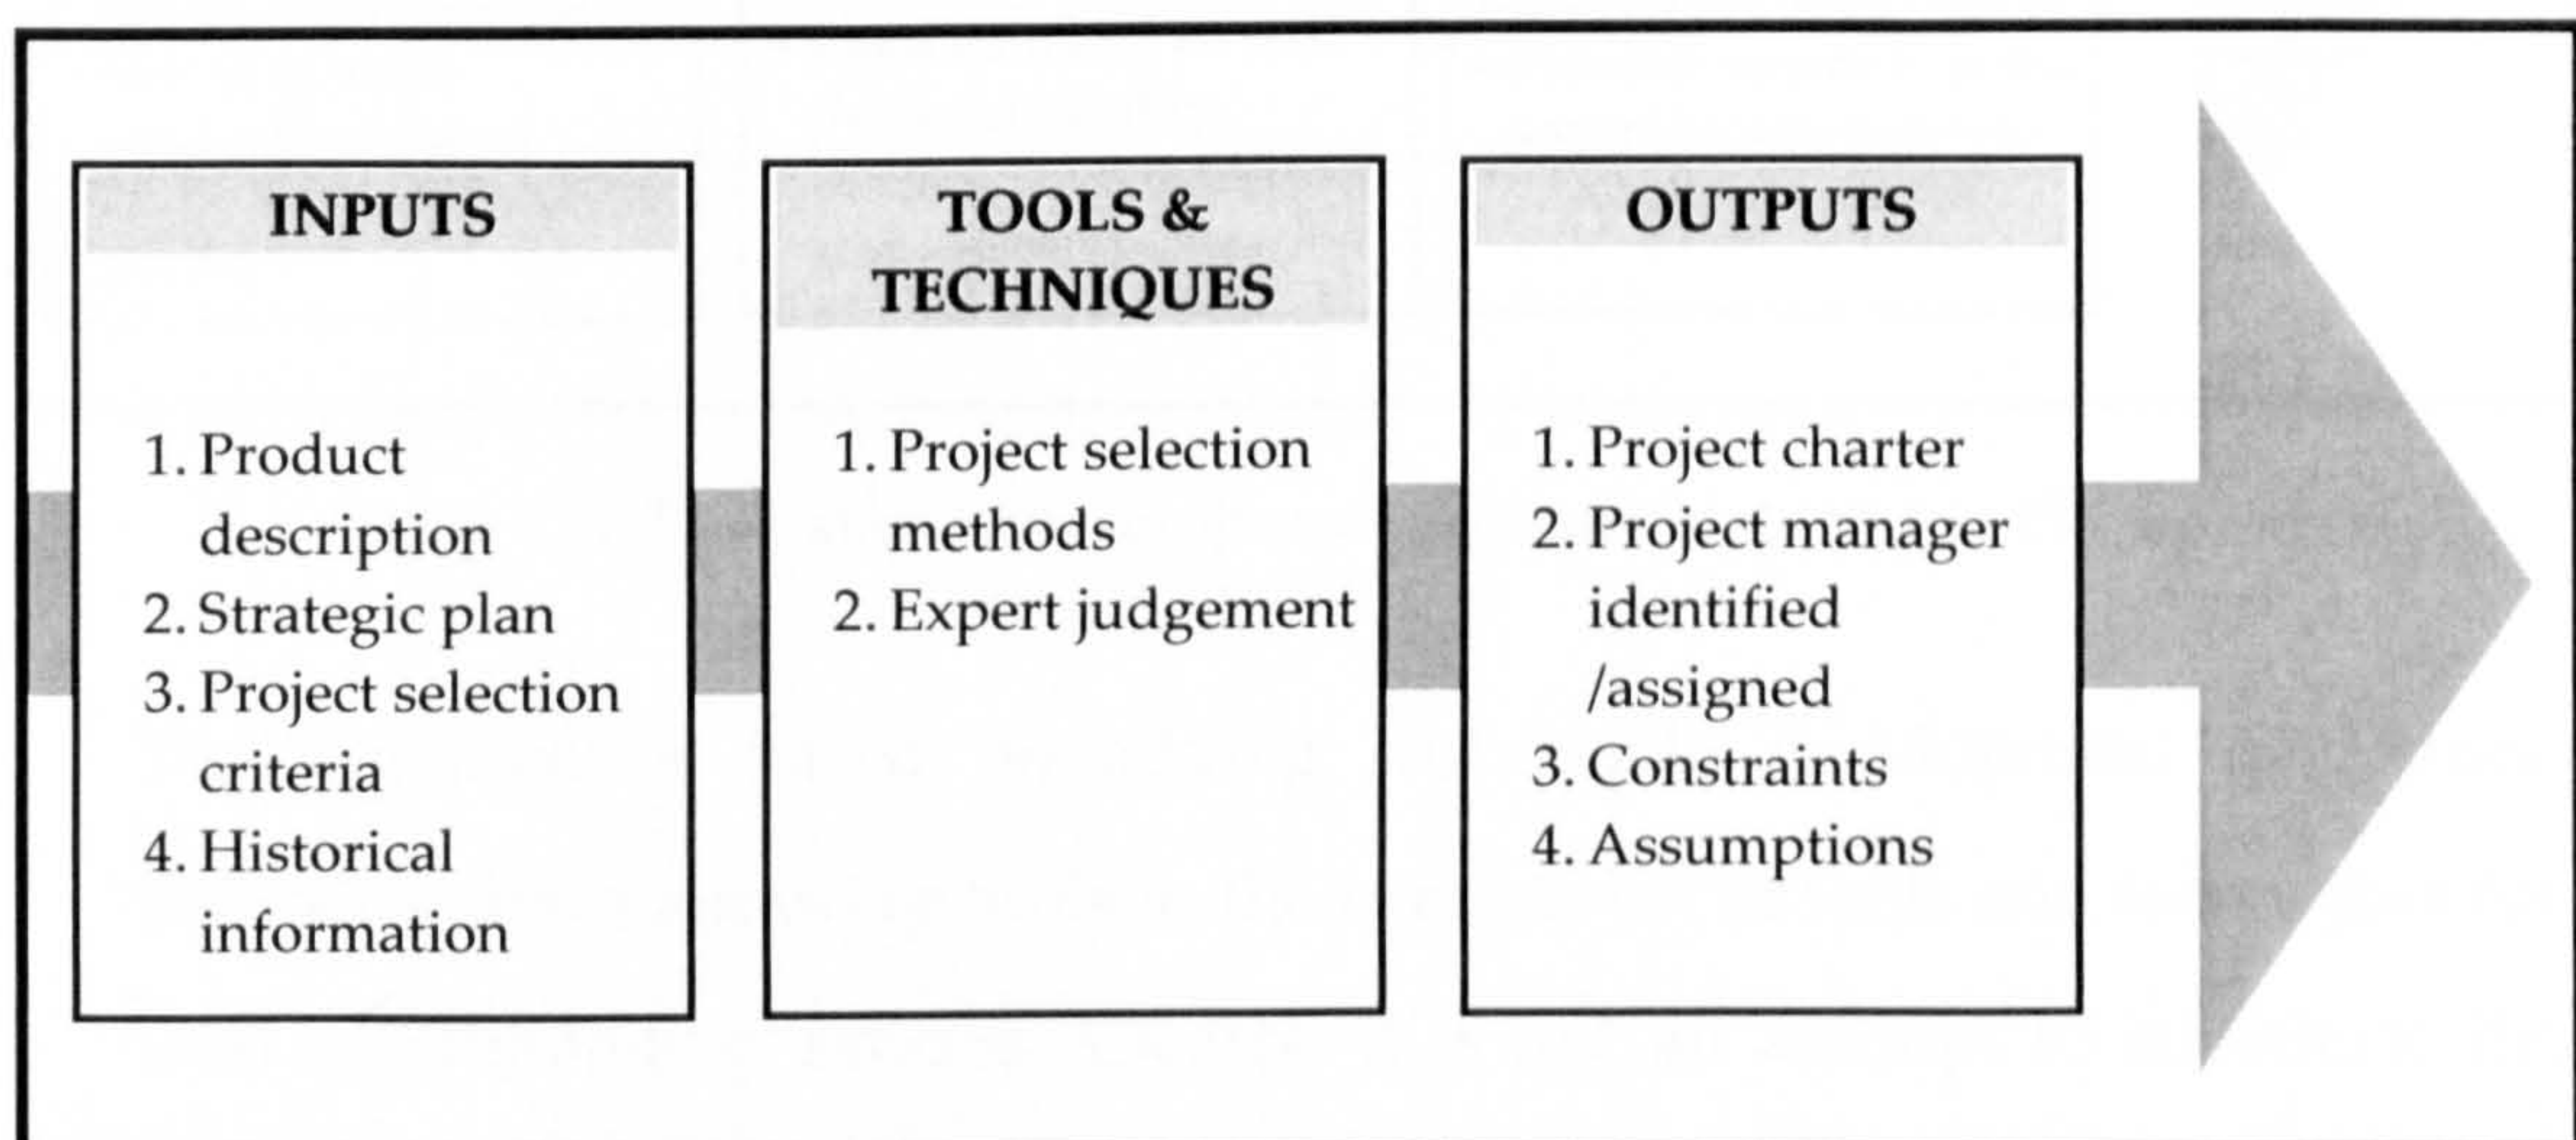 INPUTS
1. Product
description
2. Strategic plan
3. Project selection
criteria
4. Historical
information
TOOLS &
TECHNIQUES
1. Project selection
methods
2. Expert judgement
OUTPUTS
1. Project charter
2. Project manager
identified
/assigned
3. Constraints
4. Assumptions